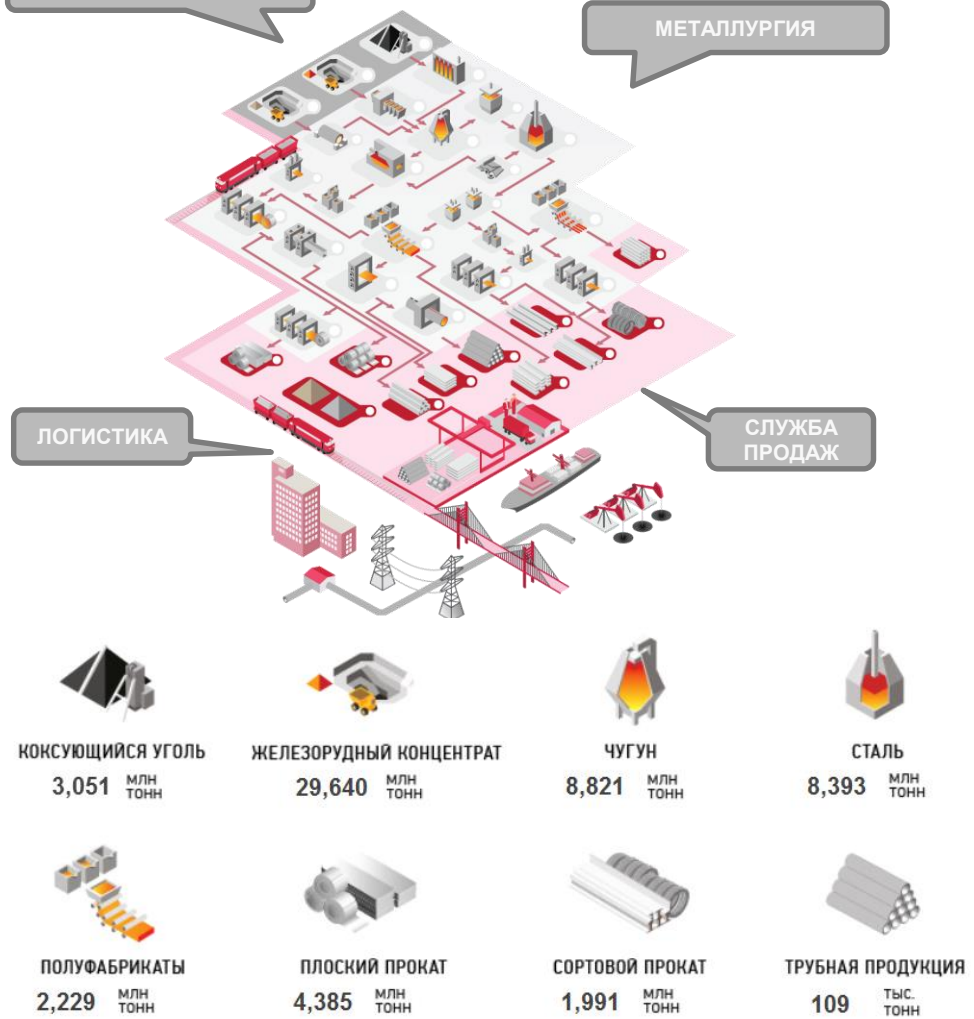 МЕТАЛЛУРГИЯ
ЛОГИСТИКА
СЛУЖБА
ПРОДАЖ
КОКСУЮЩИЙСЯ УГОЛЬ
3,051 МЛН ТОНН
ЖЕЛЕЗОРУДНЫЙ КОНЦЕНТРАТ
29,640 МЛН ТОНН
ЧУГУН
8,821 МЛН ТОНН
СТАЛЬ
8,393 МЛН ТОНН
ПОЛУФАБРИКАТЫ
2,229 МЛН ТОНН
ПЛОСКИЙ ПРОКАТ
4,385 МЛН ТОНН
СОРТОВОЙ ПРОКАТ
1,991 МЛН ТОНН
ТРУБНАЯ ПРОДУКЦИЯ
109 ТЫС. ТОНН